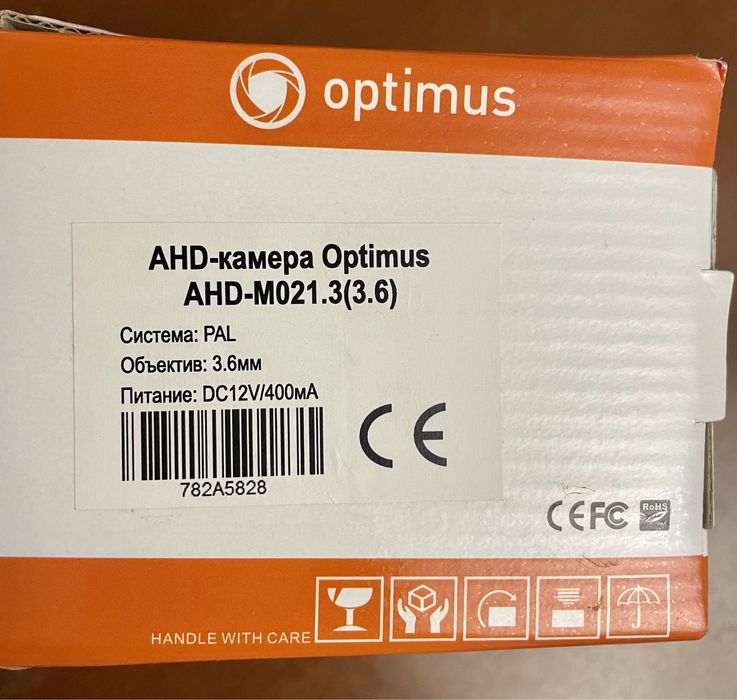 optimus
AHD-камера Optimus
AHD-M021.3(3.6)
Система: PAL
Объектив: 3.6мм
Питание: DC12V/400мА
782A5828
CE
CE FC RoHS
HANDLE WITH CARE